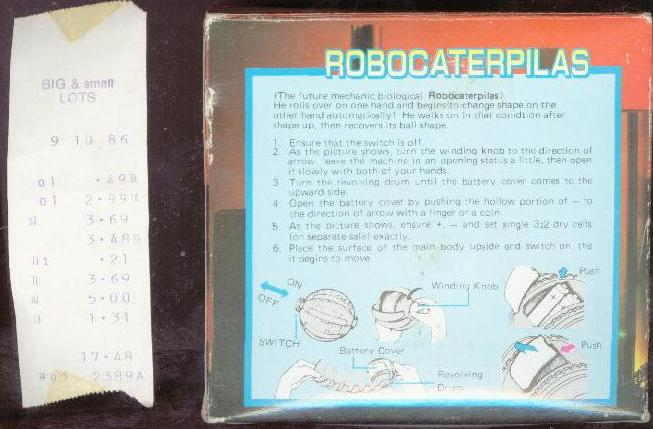 BIG & small
LOTS
9 19 86
01 .49
01 2.99
ST 3.69
3.48
.21
3.69
5.00
1.31
17.48
2389A
ROBOCATERPILAS
!The future mechanic biological (Robocaterpilas)
He rolls over on one hand and begins to change shape on the
other hand automatically! He walks on in that condition after
shape up, then recovers its ball shape.
1. Ensure that the switch is off.
2. As the picture shows, turn the winding knob to the direction of
arrow leave the machine in an opening status a little, then open
it slowly with both of your hands.
3. Turn the revolving drum until the battery cover comes to the
upward side.
4. Open the battery cover by pushing the hollow portion of – to
the direction of arrow with a finger or a coin.
5. As the picture shows, ensure +, – and set single 3±2 dry cells
(on separate sale) exactly.
6. Place the surface of the main body upside and switch on, the
it begins to move
ON
OFF
SWITCH
Winding Knob
Push
Battery Cover
Revolving
Drum
Push